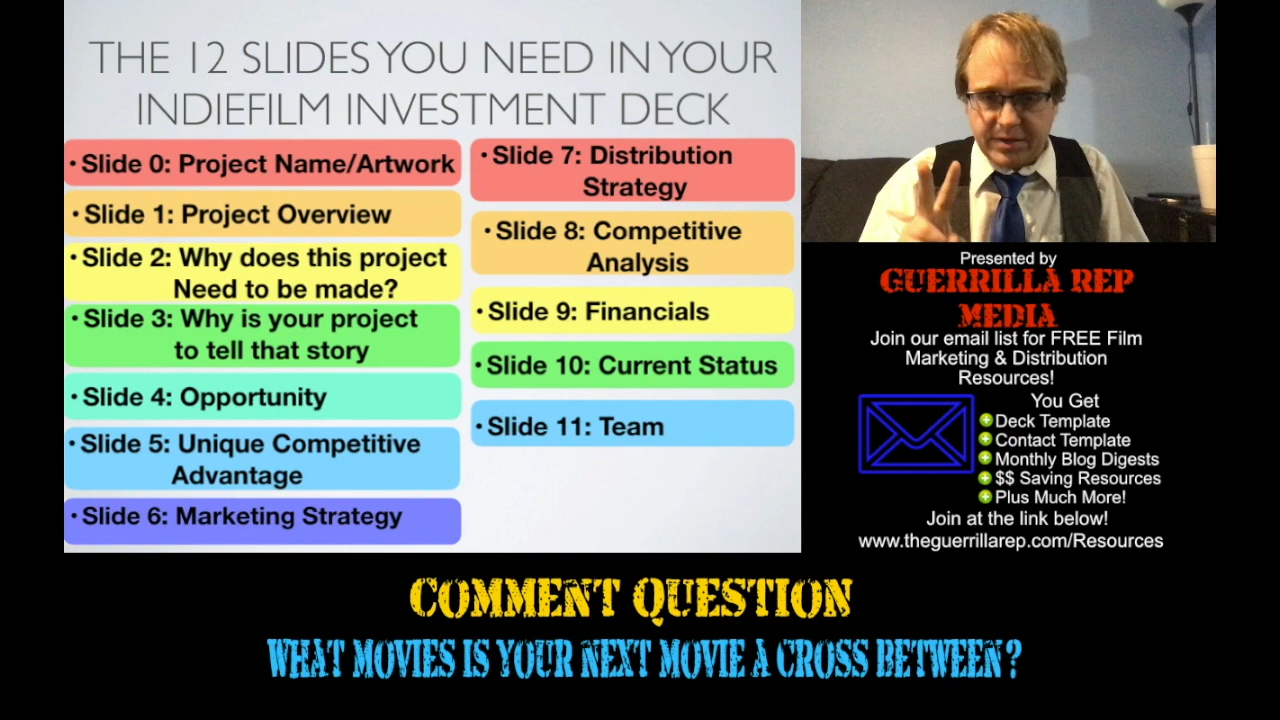 THE 12 SLIDES YOU NEED IN YOUR
INDIEFILM INVESTMENT DECK
• Slide 0: Project Name/Artwork
• Slide 1: Project Overview
• Slide 2: Why does this project
Need to be made?
• Slide 3: Why is your project
to tell that story
• Slide 4: Opportunity
• Slide 5: Unique Competitive
Advantage
• Slide 6: Marketing Strategy
• Slide 7: Distribution
Strategy
• Slide 8: Competitive
Analysis
• Slide 9: Financials
• Slide 10: Current Status
• Slide 11: Team
Presented by
GUERRILLA REP
MEDIA
Join our email list for FREE Film
Marketing & Distribution
Resources!
You Get
Deck Template
Contact Template
Monthly Blog Digests
$$ Saving Resources
Plus Much More!
Join at the link below!
www.theguerrillarep.com/Resources
COMMENT QUESTION
WHAT MOVIES IS YOUR NEXT MOVIE A CROSS BETWEEN?